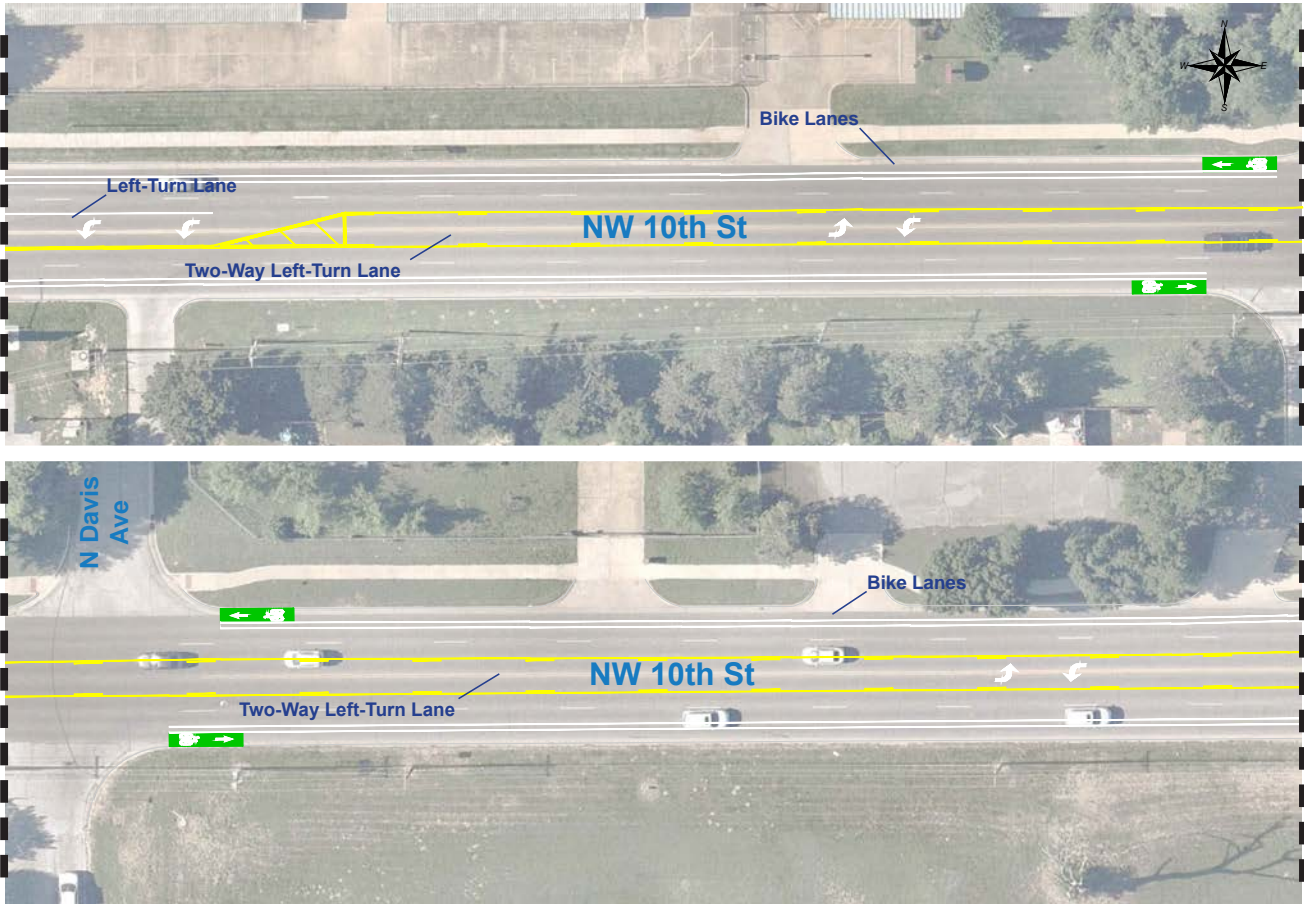 N
W
E
S
Bike Lanes
Left-Turn Lane
NW 10th St
Two-Way Left-Turn Lane
N Davis
Ave
Bike Lanes
NW 10th St
Two-Way Left-Turn Lane